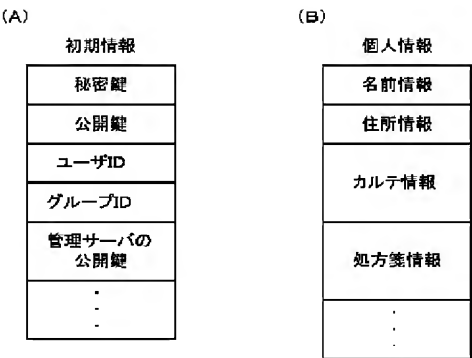 (A)
初期情報
秘密鍵
公開鍵
ユーザID
グループID
管理サーバの
公開鍵
(B)
個人情報
名前情報
住所情報
カルテ情報
処方箋情報